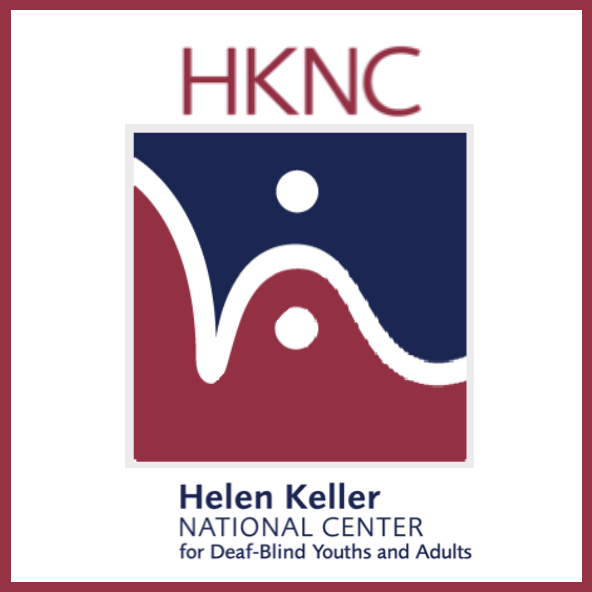 HKNC
Helen Keller
NATIONAL CENTER
for Deaf-Blind Youths and Adults